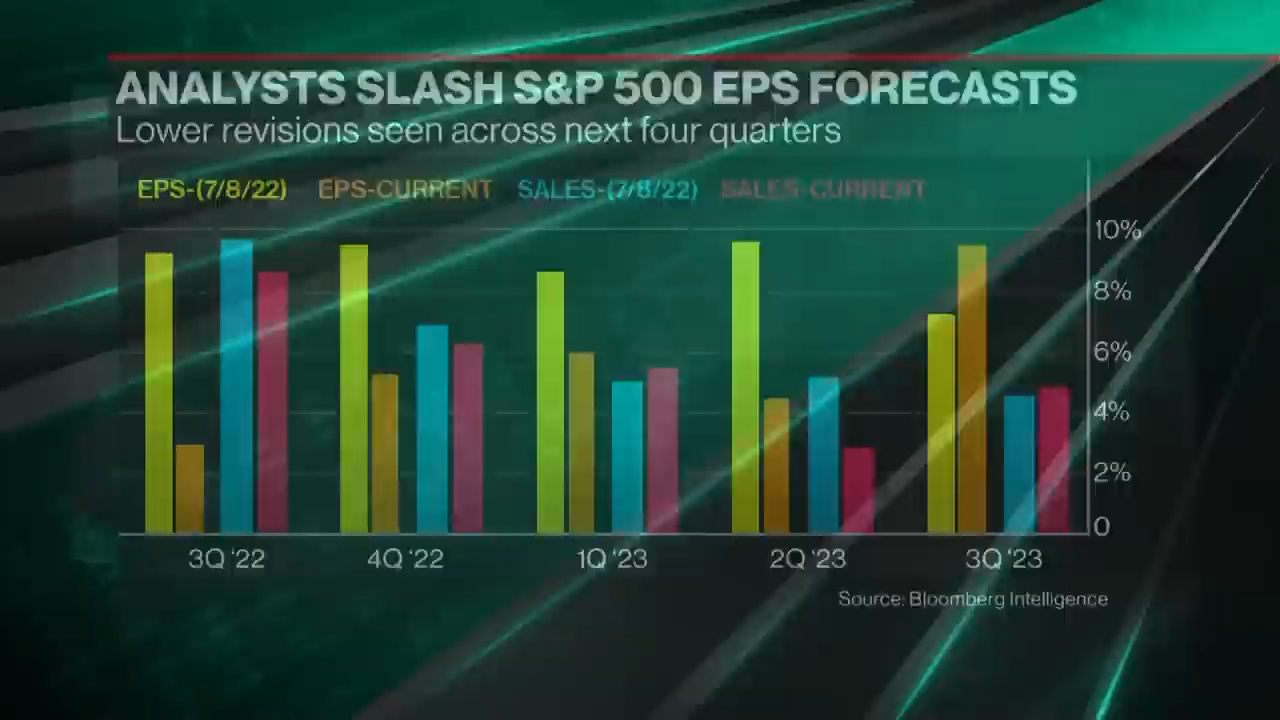 ANALYSTS SLASH S&P 500 EPS FORECASTS
Lower revisions seen across next four quarters
EPS-(7/8/22) EPS-CURRENT SALES-(7/8/22) SALES-CURRENT
10%
8%
6%
4%
2%
0
3Q '22 4Q '22 1Q '23 2Q '23 3Q '23
Source: Bloomberg Intelligence